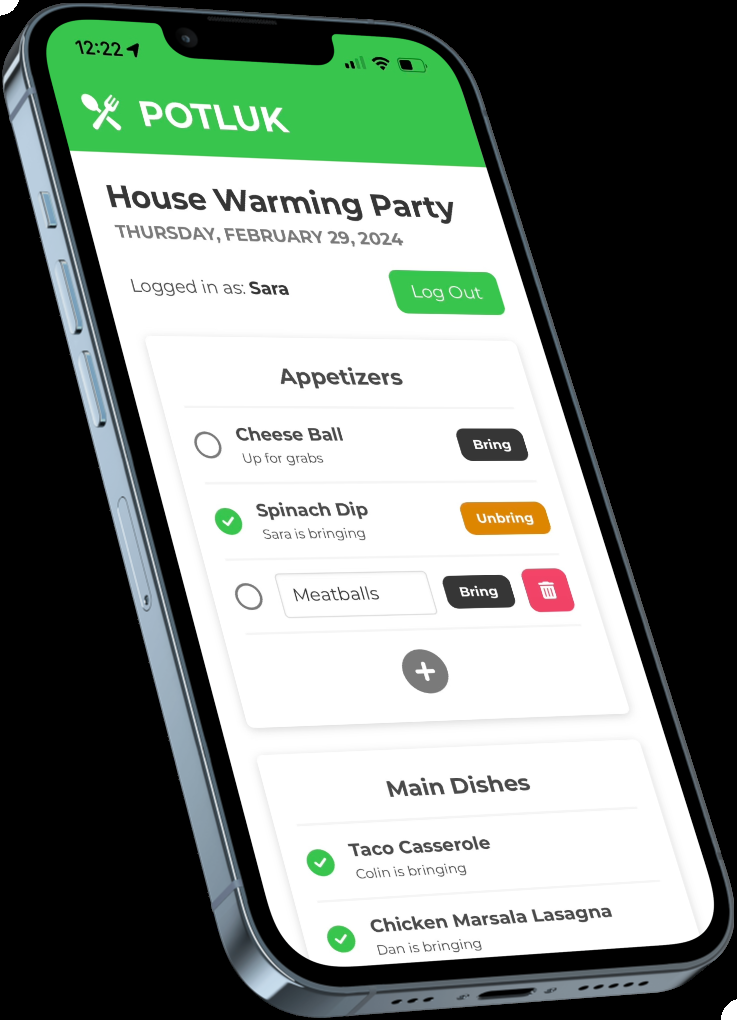 12:22
POTLUK
House Warming Party
THURSDAY, FEBRUARY 29, 2024
Logged in as: Sara
Log Out
Appetizers
Cheese Ball
Up for grabs
Bring
Spinach Dip
Sara is bringing
Unbring
Meatballs
Bring
Main Dishes
Taco Casserole
Colin is bringing
Chicken Marsala Lasagna
Dan is bringing